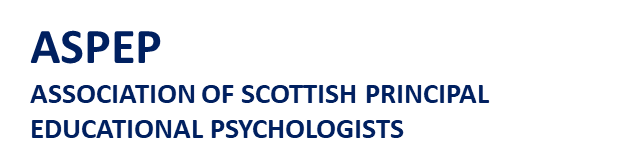 ASPEP
ASSOCIATION OF SCOTTISH PRINCIPAL
EDUCATIONAL PSYCHOLOGISTS